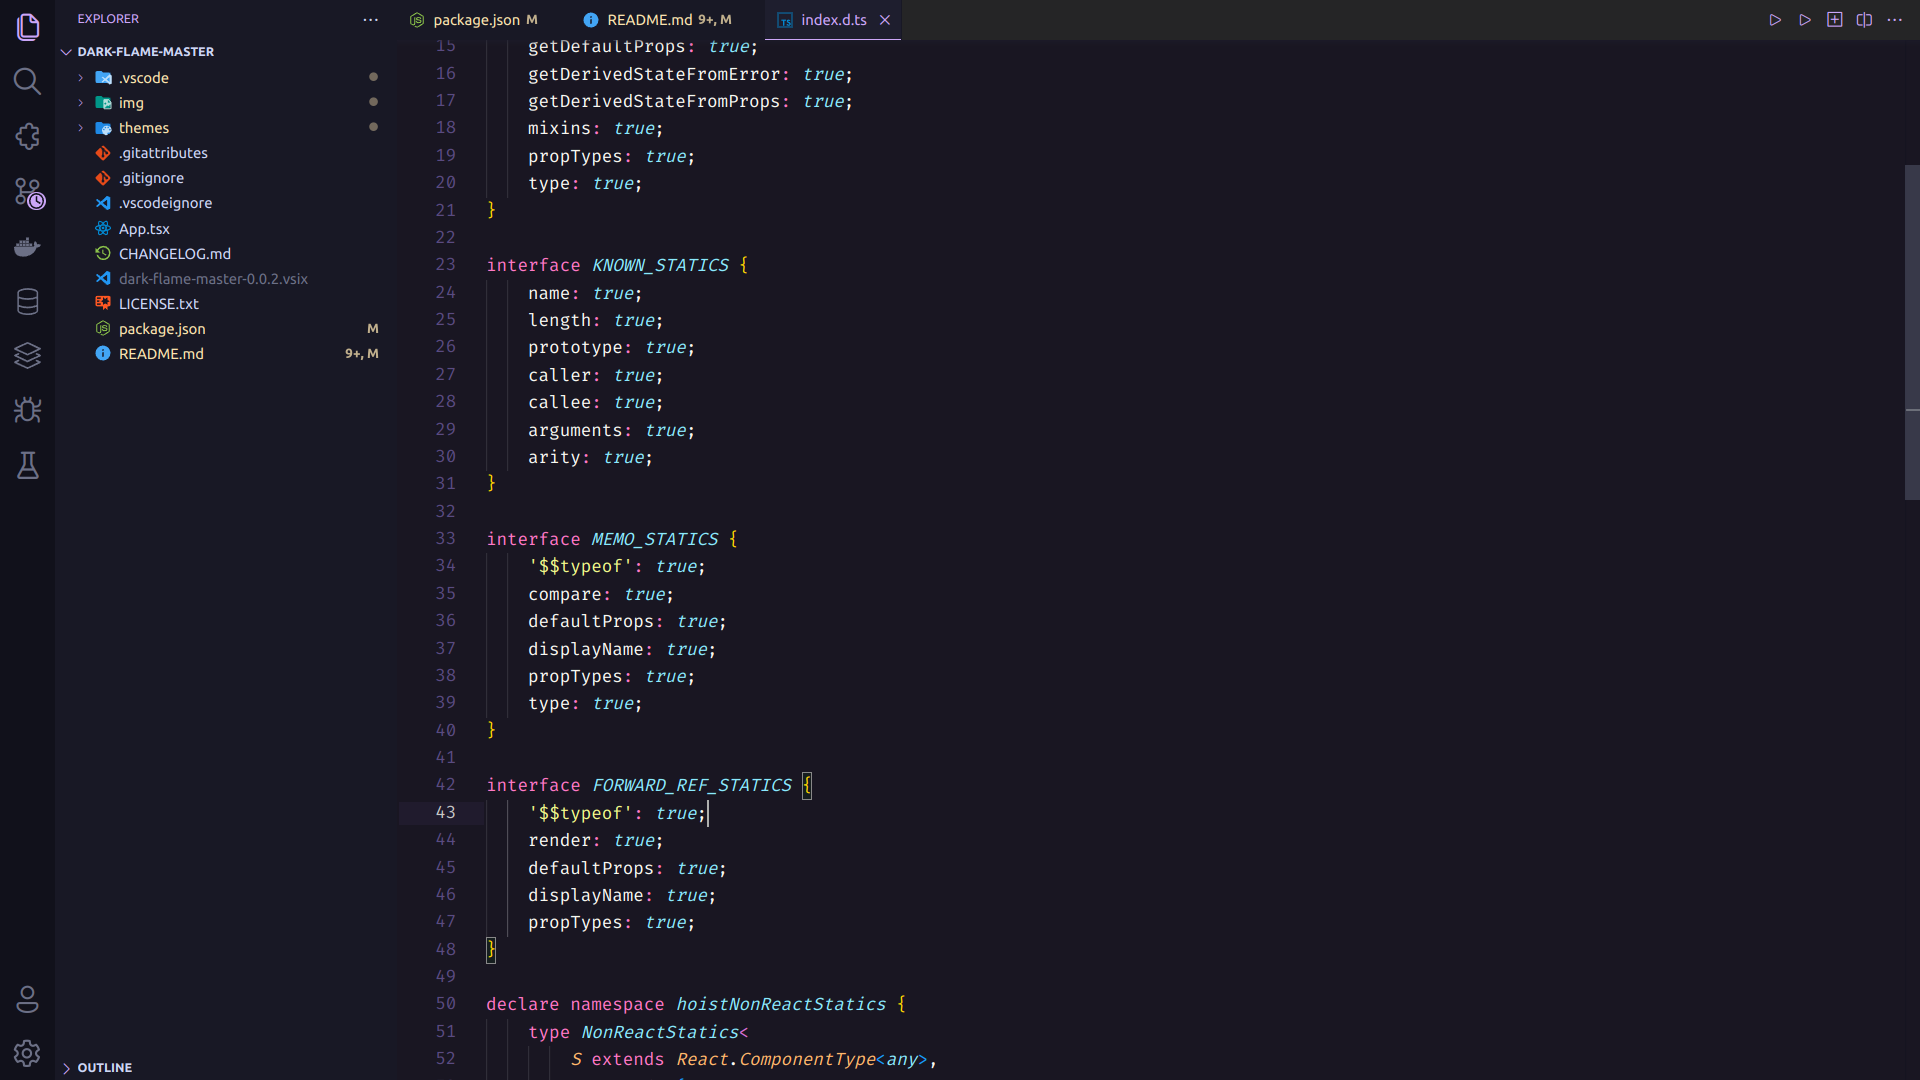 EXPLORER
DARK-FLAME-MASTER
.vscode
img
themes
.gitattributes
.gitignore
.vscodeignore
App.tsx
CHANGELOG.md
dark-flame-master-0.0.2.vsix
LICENSE.txt
package.json M
README.md 9+, M
OUTLINE
package.json M README.md 9+, M TS index.d.ts
15 getDefaultProps: true;
16 getDerivedStateFromError: true;
17 getDerivedStateFromProps: true;
18 mixins: true;
19 propTypes: true;
20 type: true;
21 }
22
23 interface KNOWN_STATICS {
24 name: true;
25 length: true;
26 prototype: true;
27 caller: true;
28 callee: true;
29 arguments: true;
30 arity: true;
31 }
32
33 interface MEMO_STATICS {
34 '$$typeof': true;
35 compare: true;
36 defaultProps: true;
37 displayName: true;
38 propTypes: true;
39 type: true;
40 }
41
42 interface FORWARD_REF_STATICS {
43 '$$typeof': true;
44 render: true;
45 defaultProps: true;
46 displayName: true;
47 propTypes: true;
48 }
49
50 declare namespace hoistNonReactStatics {
51 type NonReactStatics<
52 S extends React.ComponentType<any>,